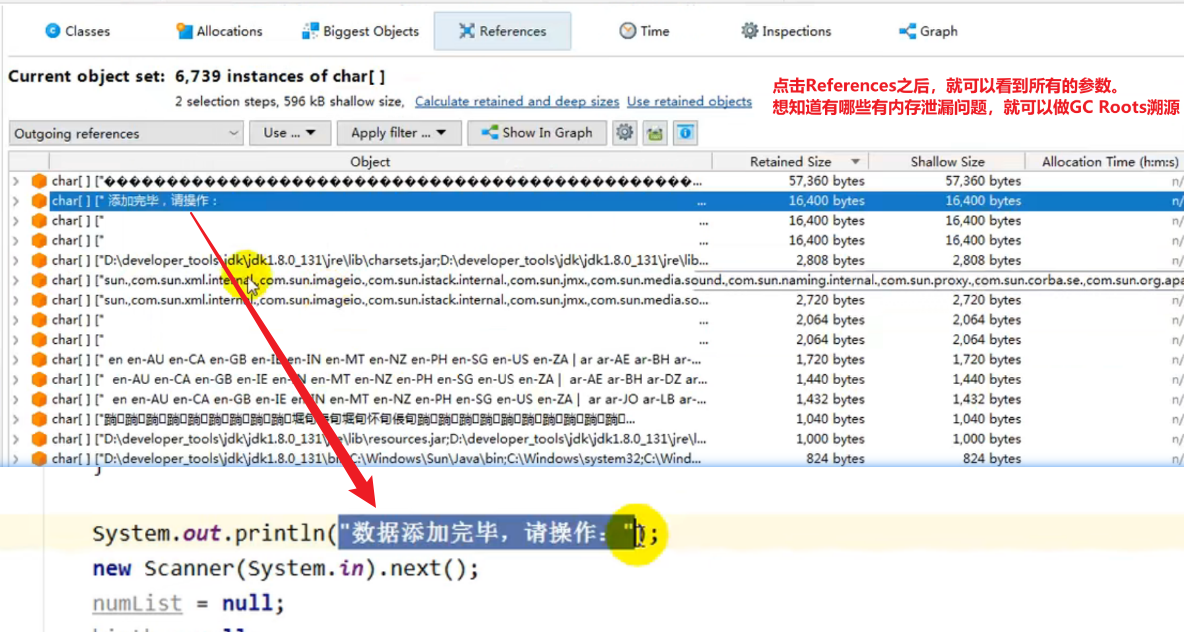 Classes Allocations Biggest Objects References Time Inspections Graph
Current object set: 6,739 instances of char[ ]
2 selection steps, 596 kB shallow size, Calculate retained and deep sizes Use retained objects
点击References之后，就可以看到所有的参数。
想知道有哪些有内存泄漏问题，就可以做GC Roots溯源
Outgoing references Use ... Apply filter ... Show In Graph
Object Retained Size Shallow Size Allocation Time (h:m:s)
char[ ] ["������������������������������������������������... 57,360 bytes 57,360 bytes n/
char[ ] [" 添加完毕，请操作： ... 16,400 bytes 16,400 bytes n/
char[ ] [" ... 16,400 bytes 16,400 bytes n/
char[ ] [" ... 16,400 bytes 16,400 bytes n/
char[ ] ["D:\developer_tools\jdk\jdk1.8.0_131\jre\lib\charsets.jar;D:\developer_tools\jdk\jdk1.8.0_131\jre\lib... 2,808 bytes 2,808 bytes n/
char[ ] ["sun.,com.sun.xml.internal.,com.sun.imageio.,com.sun.istack.internal.,com.sun.jmx.,com.sun.media.sound.,com.sun.naming.internal.,com.sun.proxy.,com.sun.corba.se.,com.sun.org.apa
char[ ] ["sun.,com.sun.xml.internal.,com.sun.imageio.,com.sun.istack.internal.,com.sun.jmx.,com.sun.media.so... 2,720 bytes 2,720 bytes n/
char[ ] [" ... 2,064 bytes 2,064 bytes n/
char[ ] [" ... 2,064 bytes 2,064 bytes n/
char[ ] [" en en-AU en-CA en-GB en-IE en-IN en-MT en-NZ en-PH en-SG en-US en-ZA | ar ar-AE ar-BH ar-... 1,720 bytes 1,720 bytes n/
char[ ] [" en-AU en-CA en-GB en-IE en-IN en-MT en-NZ en-PH en-SG en-US en-ZA | ar-AE ar-BH ar-DZ ar... 1,440 bytes 1,440 bytes n/
char[ ] [" en en-AU en-CA en-GB en-IE en-IN en-MT en-NZ en-PH en-SG en-US en-ZA | ar ar-JO ar-LB ar-... 1,432 bytes 1,432 bytes n/
char[ ] [" 1,040 bytes 1,040 bytes n/
char[ ] ["D:\developer_tools\jdk\jdk1.8.0_131\jre\lib\resources.jar;D:\developer_tools\jdk\jdk1.8.0_131\jre\l... 1,000 bytes 1,000 bytes n/
char[ ] ["D:\developer_tools\jdk\jdk1.8.0_131\bin;C:\Windows\Sun\Java\bin;C:\Windows\system32;C:\Wind... 824 bytes 824 bytes n/
System.out.println("数据添加完毕，请操作：");
new Scanner(System.in).next();
numList = null;